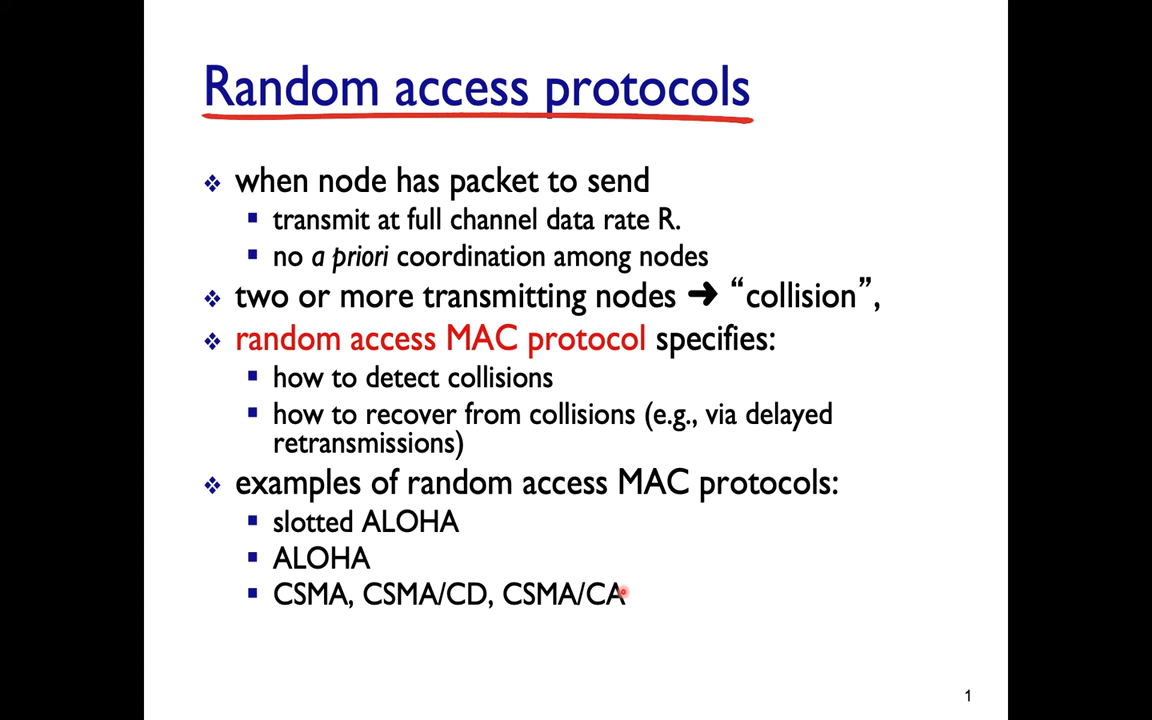 Random access protocols
when node has packet to send
transmit at full channel data rate R.
no a priori coordination among nodes
two or more transmitting nodes ➜ “collision”,
random access MAC protocol specifies:
how to detect collisions
how to recover from collisions (e.g., via delayed
retransmissions)
examples of random access MAC protocols:
slotted ALOHA
ALOHA
CSMA, CSMA/CD, CSMA/CA
1